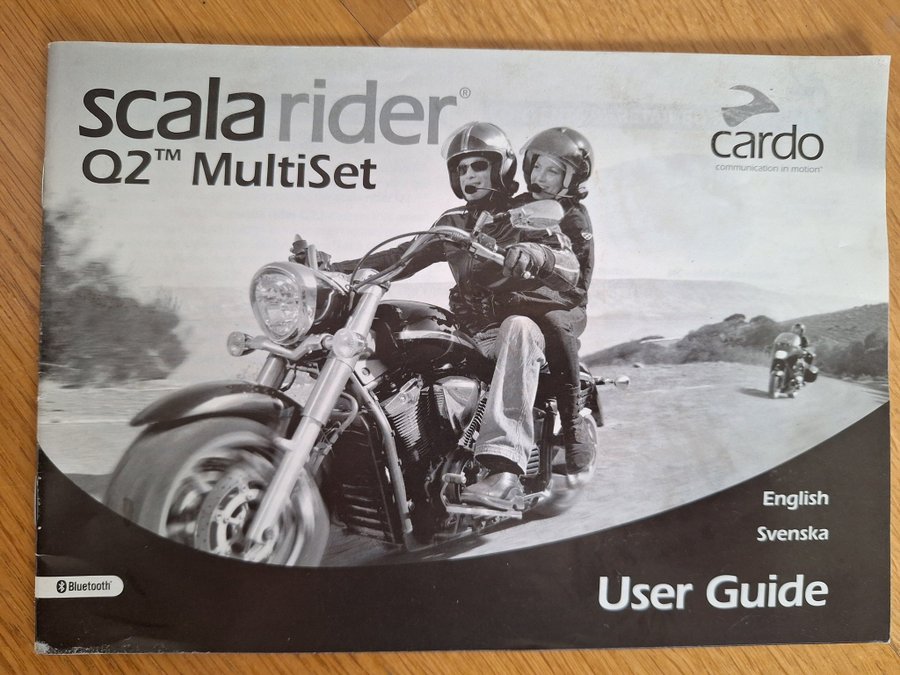 scala rider®
Q2™ MultiSet
cardo
communication in motion®
English
Svenska
Bluetooth®
User Guide